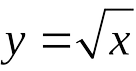 y = √x